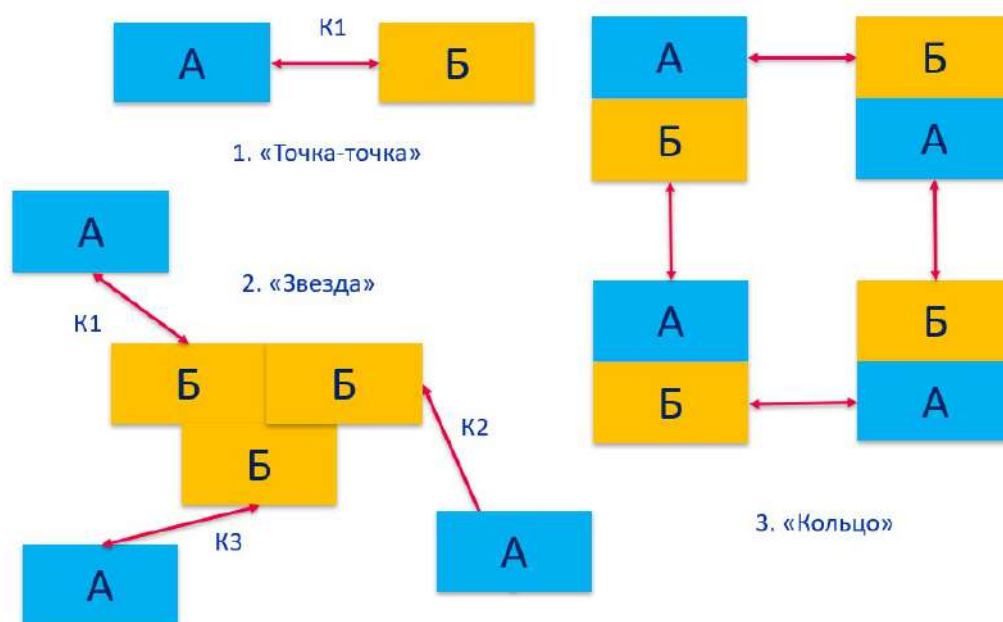 К1
А
Б
1. «Точка-точка»
А
2. «Звезда»
К1
Б
Б
К2
Б
К3
А
А
А
Б
Б
А
А
Б
Б
А
3. «Кольцо»